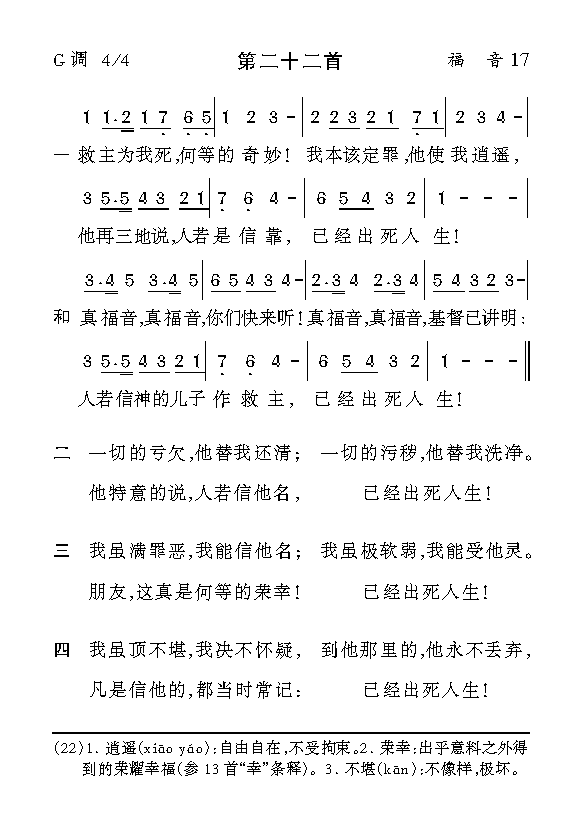 G调 4/4 第二十二首 福 音 17
1 1·2 1 7 6 5 | 1 2 3 - | 2 2 3 2 1 7 1 | 2 3 4 - |
一 救主为我死,何等的 奇妙！ 我本该定罪,他使我逍遥，
3 5·5 4 3 2 1 | 7 6 4 - | 6 5 4 3 2 | 1 - - - |
他再三地说,人若是信靠， 已经出死人生！
3·4 5 3·4 5 | 6 5 4 3 4 - | 2·3 4 2·3 4 | 5 4 3 2 3 - |
和 真福音,真福音,你们快来听！真福音,真福音,基督已讲明：
3 5·5 4 3 2 1 | 7 6 4 - | 6 5 4 3 2 | 1 - - - ‖
人若信神的儿子作救主， 已经出死人生！
二 一切的亏欠,他替我还清； 一切的污秽,他替我洗净。
他特意的说,人若信他名， 已经出死人生！
三 我虽满罪恶,我能信他名； 我虽极软弱,我能受他灵。
朋友,这真是何等的荣幸！ 已经出死人生！
四 我虽顶不堪,我决不怀疑， 到他那里的,他永不丢弃，
凡是信他的,都当时常记： 已经出死人生！
(22)1. 逍遥(xiāo yáo):自由自在,不受拘束。2. 荣幸:出乎意料之外得
到的荣耀幸福(参 13 首“幸”条释)。3. 不堪(kān):不像样,极坏。